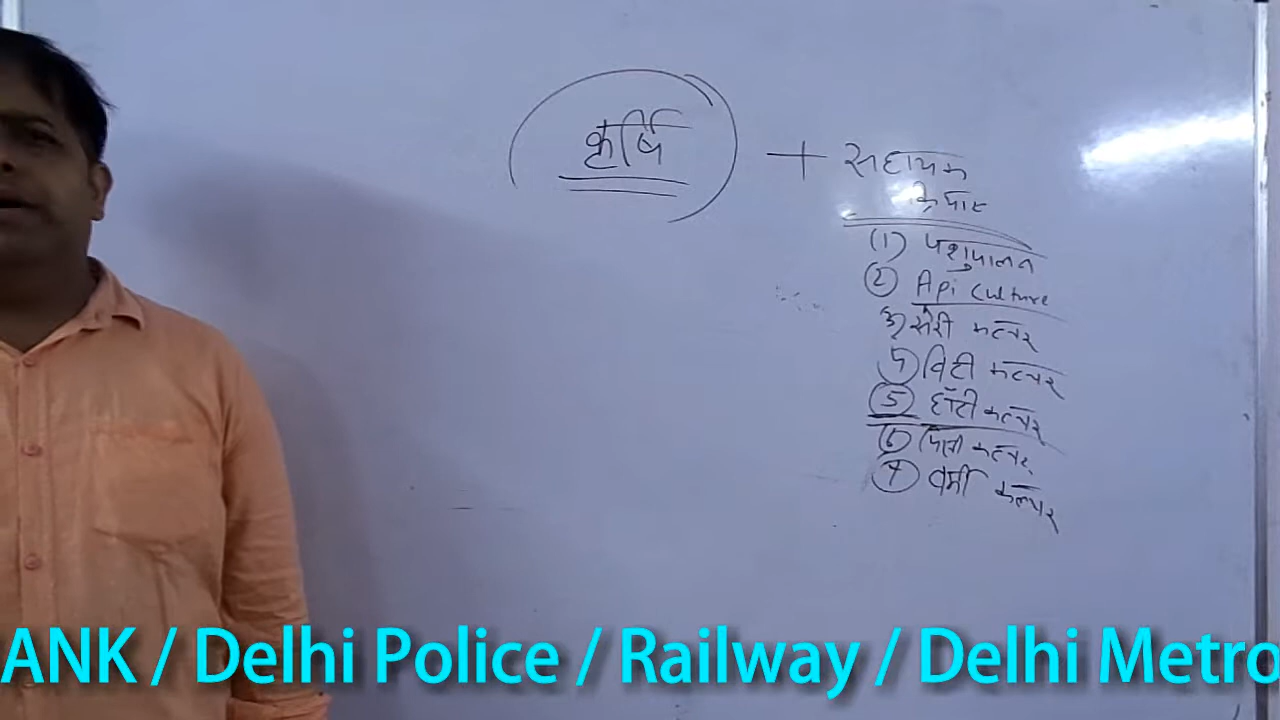 कृर्षि + सहायक
क्रियाए
(1) पशुपालन
(2) Api culture
3) सेरी कल्चर
4) विटी कल्चर
(5) हॉर्टी कल्चर
(6) पिसी कल्चर
(7) वर्मी कल्चर
ANK / Delhi Police / Railway / Delhi Metro